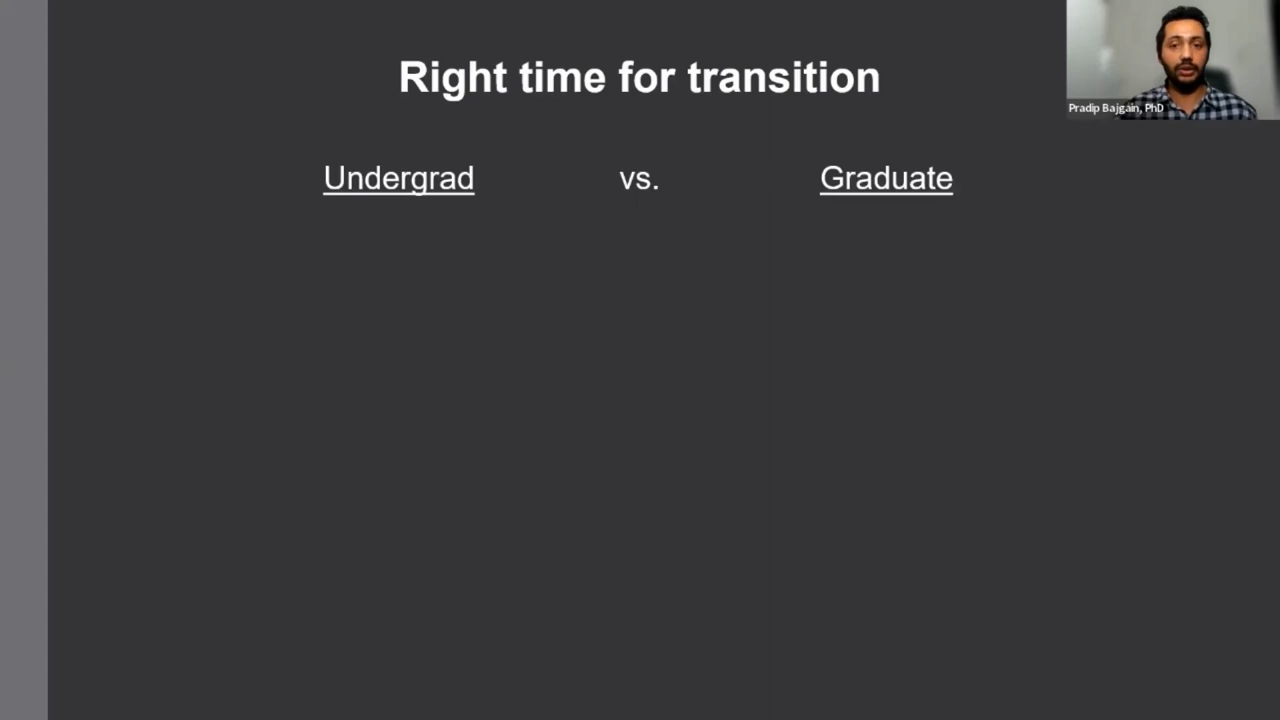 Right time for transition
Pradip Bajgain, PhD
Undergrad vs. Graduate